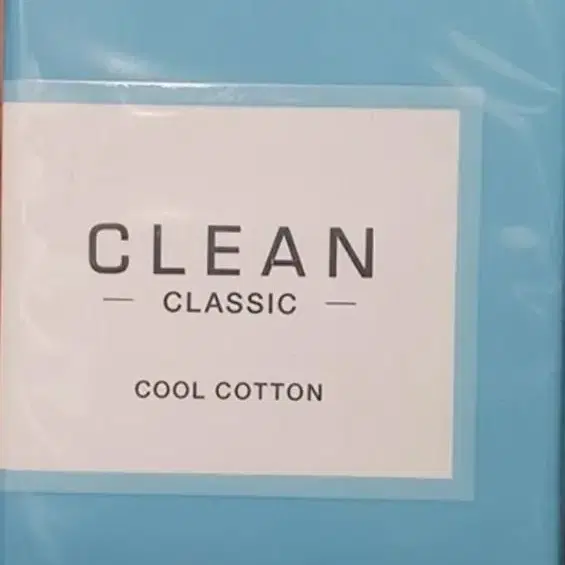 CLEAN
— CLASSIC —
COOL COTTON